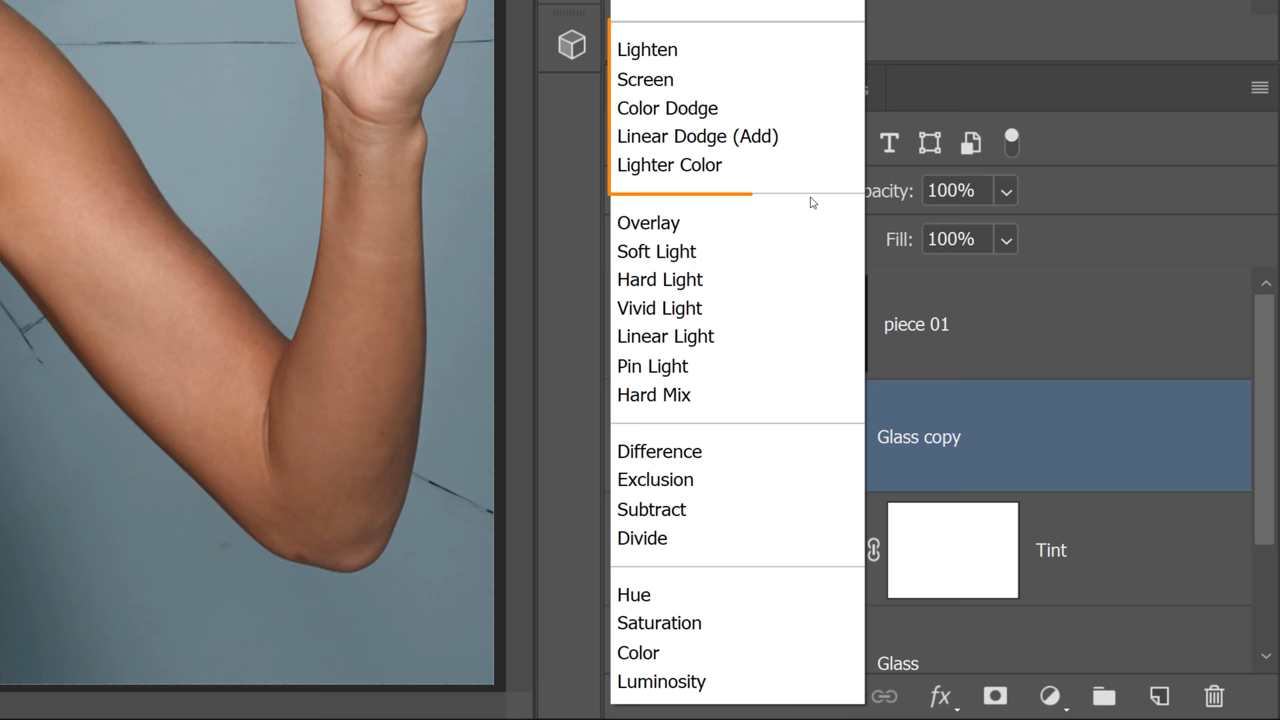 Lighten
Screen
Color Dodge
Linear Dodge (Add)
Lighter Color
Overlay
Soft Light
Hard Light
Vivid Light
Linear Light
Pin Light
Hard Mix
Difference
Exclusion
Subtract
Divide
Hue
Saturation
Color
Luminosity
pacity: 100%
Fill: 100%
piece 01
Glass copy
Tint
Glass
fx